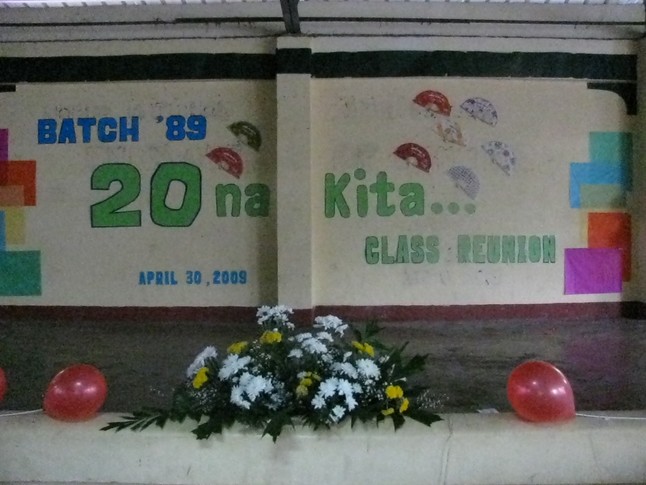 BATCH '89
20 na Kita...
CLASS REUNION
APRIL 30, 2009